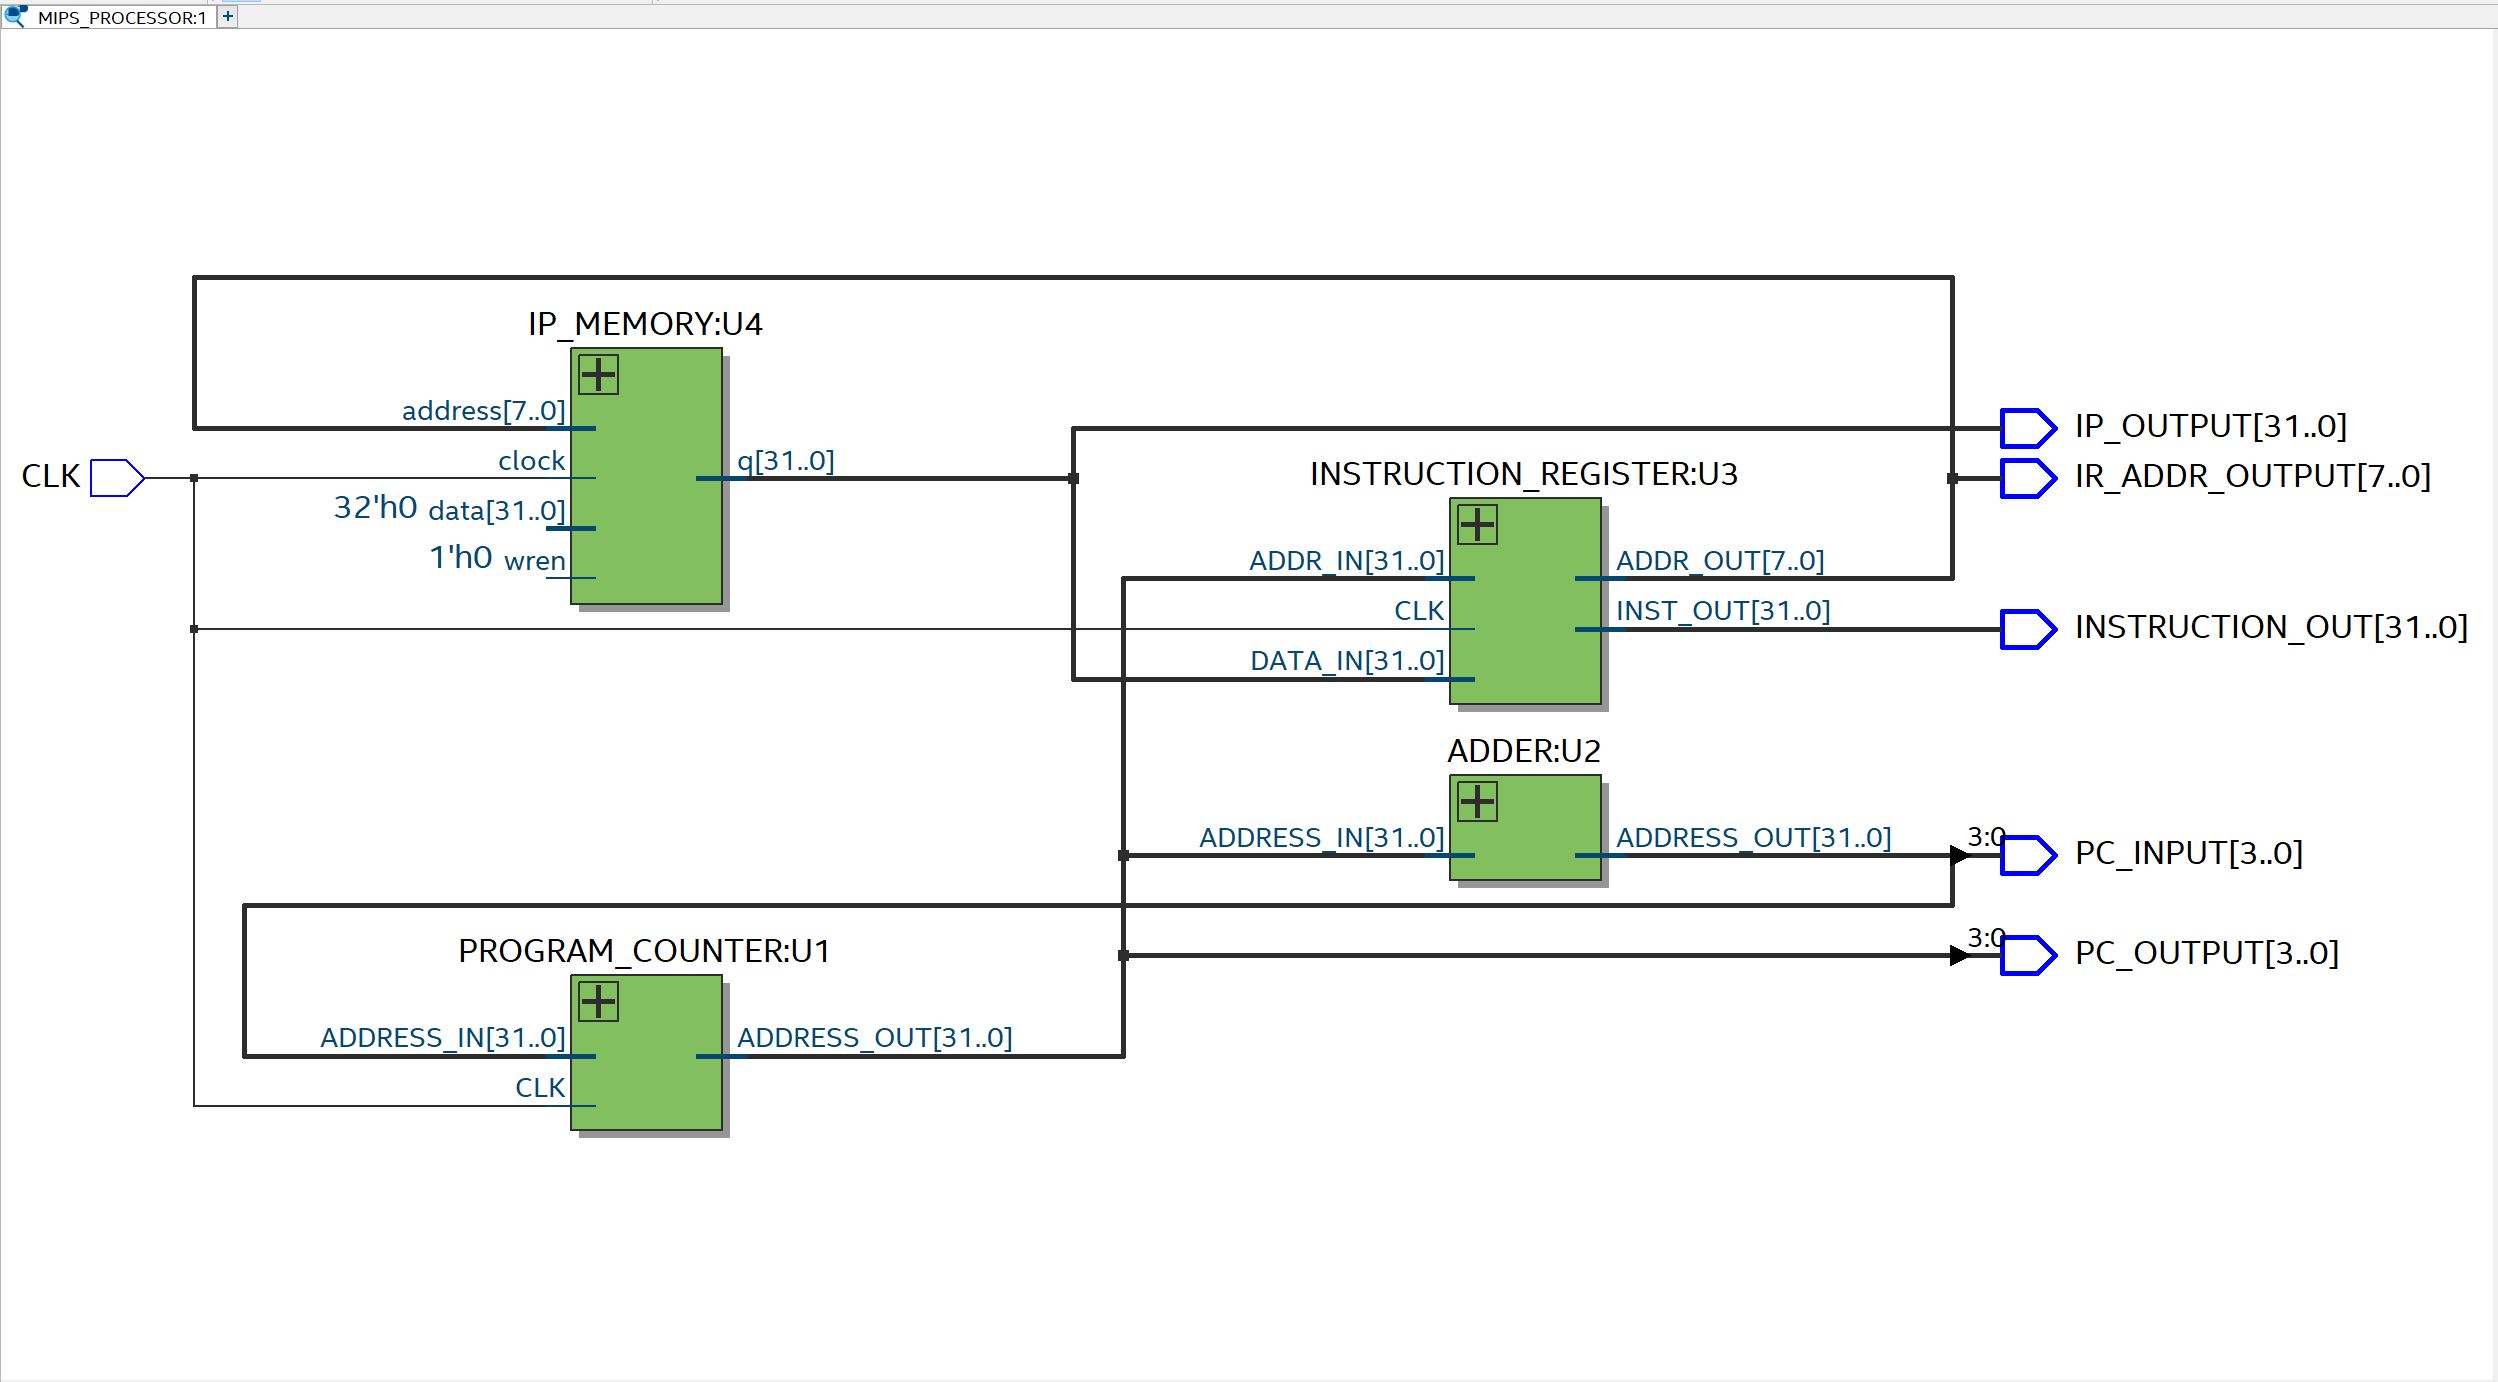 MIPS_PROCESSOR:1
IP_MEMORY:U4
address[7..0]
IP_OUTPUT[31..0]
CLK
clock
q[31..0]
INSTRUCTION_REGISTER:U3
IR_ADDR_OUTPUT[7..0]
32'h0 data[31..0]
1'h0 wren
ADDR_IN[31..0]
ADDR_OUT[7..0]
CLK
INST_OUT[31..0]
INSTRUCTION_OUT[31..0]
DATA_IN[31..0]
ADDER:U2
ADDRESS_IN[31..0]
ADDRESS_OUT[31..0]
3:0
PC_INPUT[3..0]
PROGRAM_COUNTER:U1
3:0
PC_OUTPUT[3..0]
ADDRESS_IN[31..0]
ADDRESS_OUT[31..0]
CLK